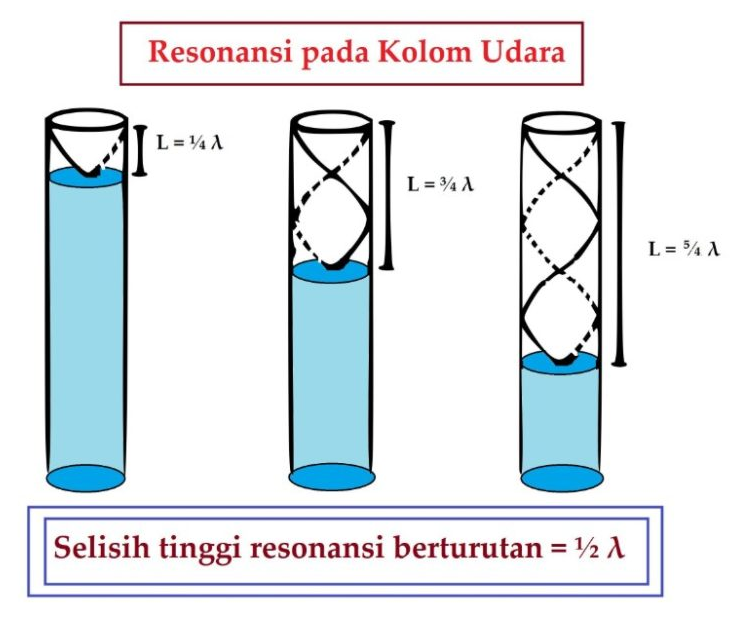 Resonansi pada Kolom Udara
L = ¼ λ
L = ¾ λ
L = ⁵⁄₄ λ
Selisih tinggi resonansi berturutan = ½ λ